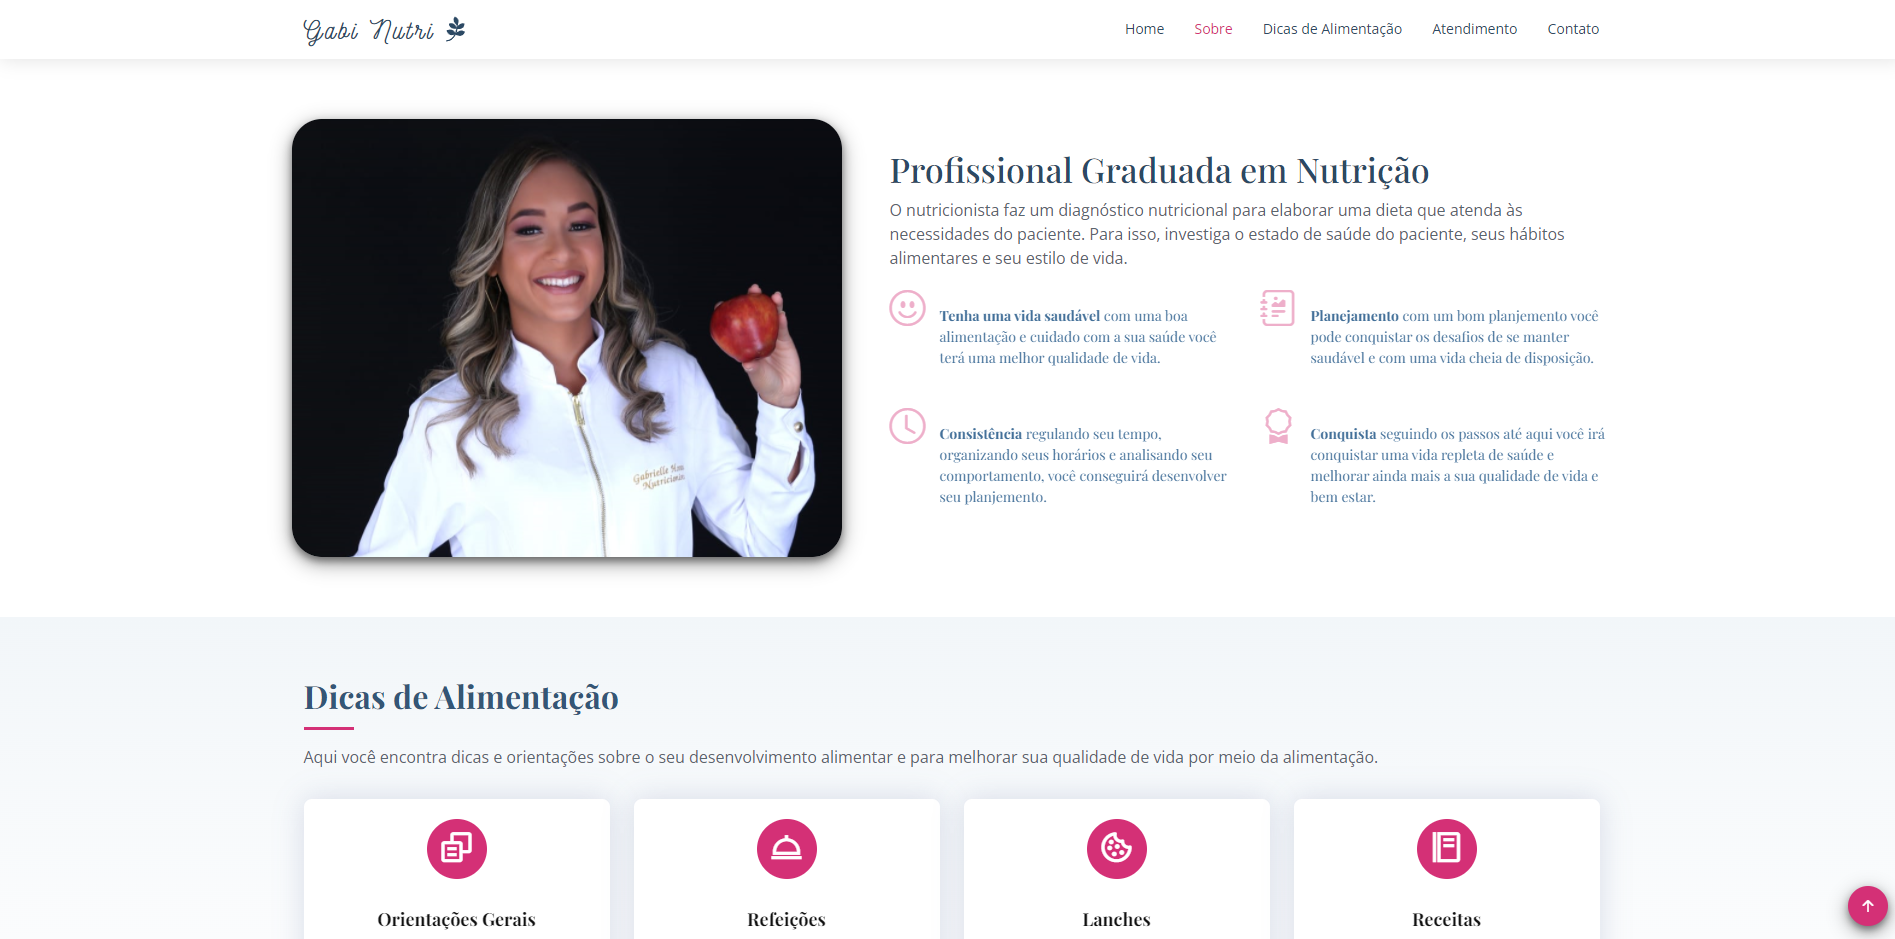 Gabi Nutri
Home Sobre Dicas de Alimentação Atendimento Contato
Profissional Graduada em Nutrição
O nutricionista faz um diagnóstico nutricional para elaborar uma dieta que atenda às
necessidades do paciente. Para isso, investiga o estado de saúde do paciente, seus hábitos
alimentares e seu estilo de vida.
Tenha uma vida saudável com uma boa
alimentação e cuidado com a sua saúde você
terá uma melhor qualidade de vida.
Planejamento com um bom planjemento você
pode conquistar os desafios de se manter
saudável e com uma vida cheia de disposição.
Consistência regulando seu tempo,
organizando seus horários e analisando seu
comportamento, você conseguirá desenvolver
seu planjemento.
Conquista seguindo os passos até aqui você irá
conquistar uma vida repleta de saúde e
melhorar ainda mais a sua qualidade de vida e
bem estar.
Gabrielle
Dicas de Alimentação
Aqui você encontra dicas e orientações sobre o seu desenvolvimento alimentar e para melhorar sua qualidade de vida por meio da alimentação.
Orientações Gerais
Refeições
Lanches
Receitas